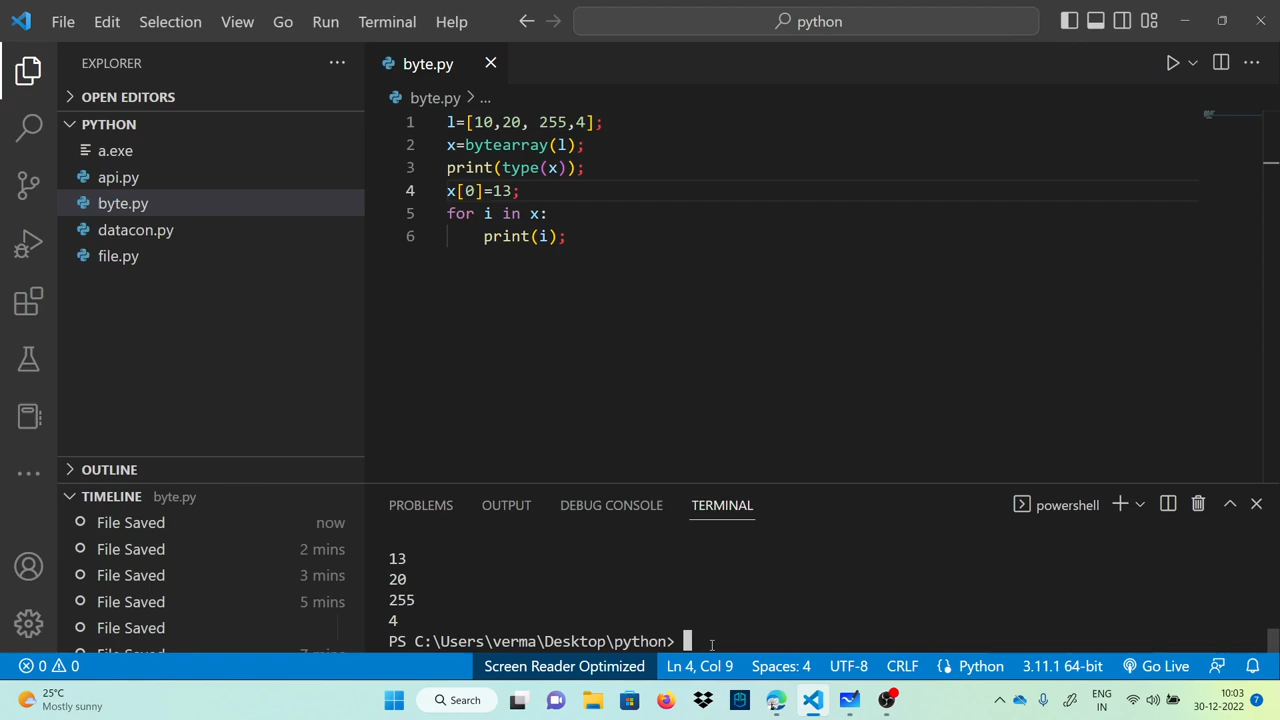 File Edit Selection View Go Run Terminal Help
python
EXPLORER
OPEN EDITORS
PYTHON
a.exe
api.py
byte.py
datacon.py
file.py
OUTLINE
TIMELINE byte.py
File Saved now
File Saved 2 mins
File Saved 3 mins
File Saved 5 mins
File Saved
byte.py
byte.py > ...
1 l=[10,20, 255,4];
2 x=bytearray(l);
3 print(type(x));
4 x[0]=13;
5 for i in x:
6 print(i);
PROBLEMS OUTPUT DEBUG CONSOLE TERMINAL
powershell
13
20
255
4
PS C:\Users\verma\Desktop\python>
0 0 Screen Reader Optimized Ln 4, Col 9 Spaces: 4 UTF-8 CRLF Python 3.11.1 64-bit Go Live
25°C
Mostly sunny
Search
ENG
IN
10:03
30-12-2022
7